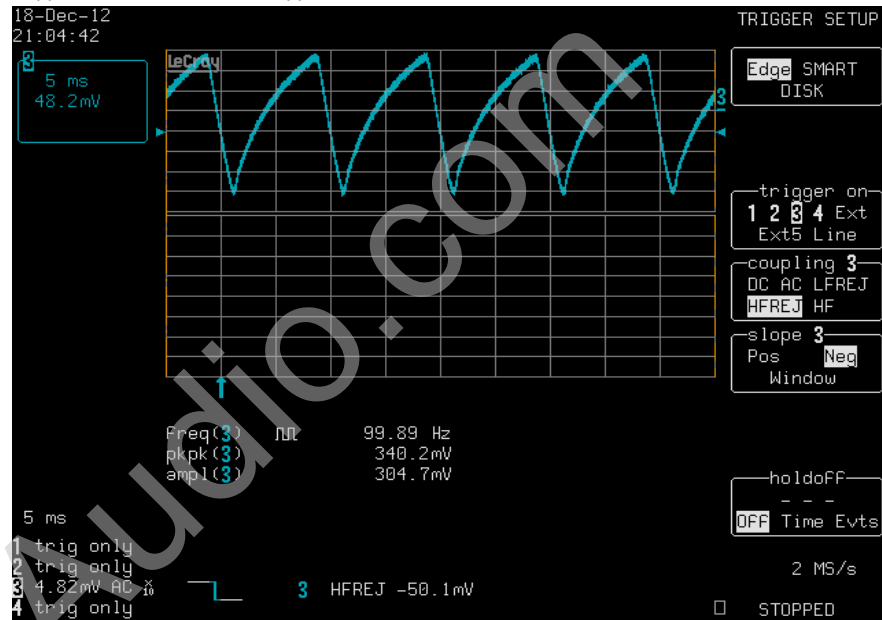 18-Dec-12
21:04:42
TRIGGER SETUP
3
5 ms
48.2mV
LeCroy
3
Edge SMART
DISK
trigger on
1 2 3 4 Ext
Ext5 Line
coupling 3
DC AC LFREJ
HFREJ HF
slope 3
Pos Neg
Window
Freq(3) 99.89 Hz
pkpk(3) 340.2mV
ampl(3) 304.7mV
holdoff
- - -
OFF Time Evts
5 ms
1 trig only
2 trig only
3 4.82mV AC X10
4 trig only
3 HFREJ -50.1mV
2 MS/s
STOPPED
Audio.com